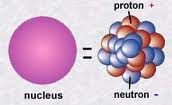 proton +
=
nucleus
neutron -